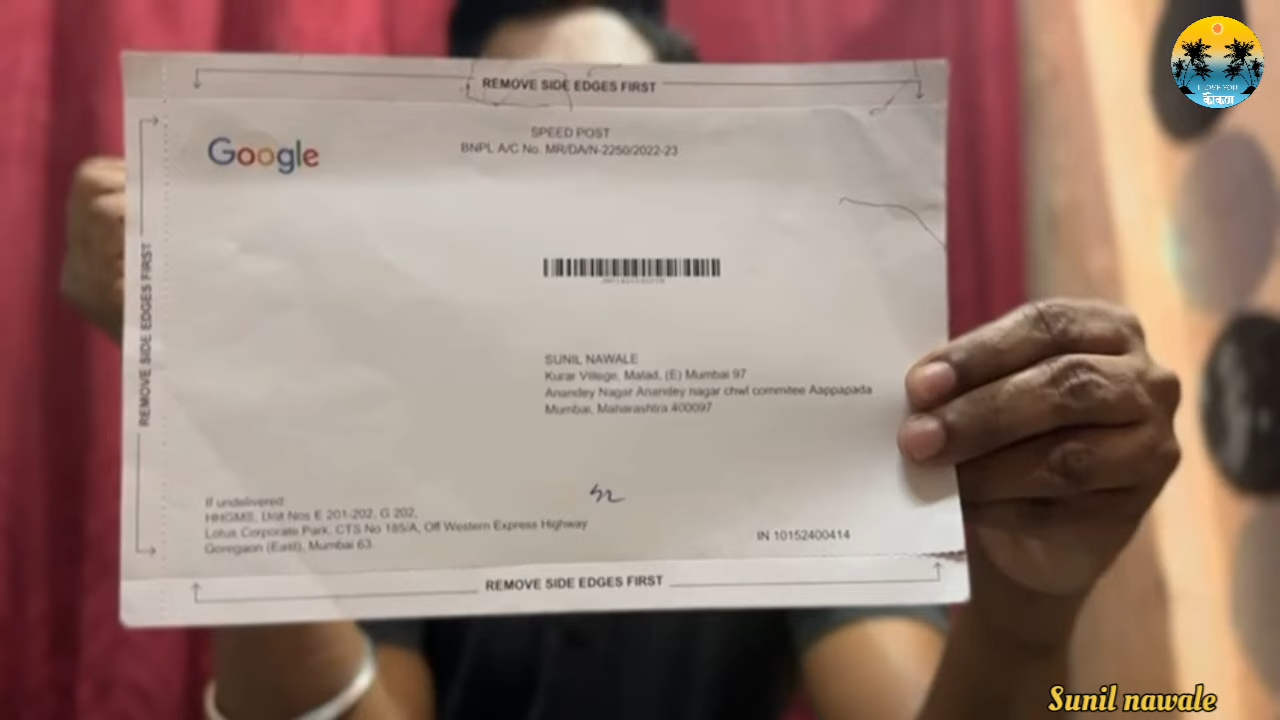 REMOVE SIDE EDGES FIRST
I LOVE YOU
कोकण
Google
SPEED POST
BNPL A/C No. MR/DA/N-2250/2022-23
REMOVE SIDE EDGES FIRST
SUNIL NAWALE
Kurar Village, Malad, (E) Mumbai 97
Anandey Nagar Anandey nagar chwl commitee Aappapada
Mumbai, Maharashtra 400097
If undelivered
HHGMS, Unit Nos E 201-202, G 202,
Lotus Corporate Park, CTS No 185/A, Off Western Express Highway
Goregaon (East), Mumbai 63.
IN 10152400414
REMOVE SIDE EDGES FIRST
Sunil nawale